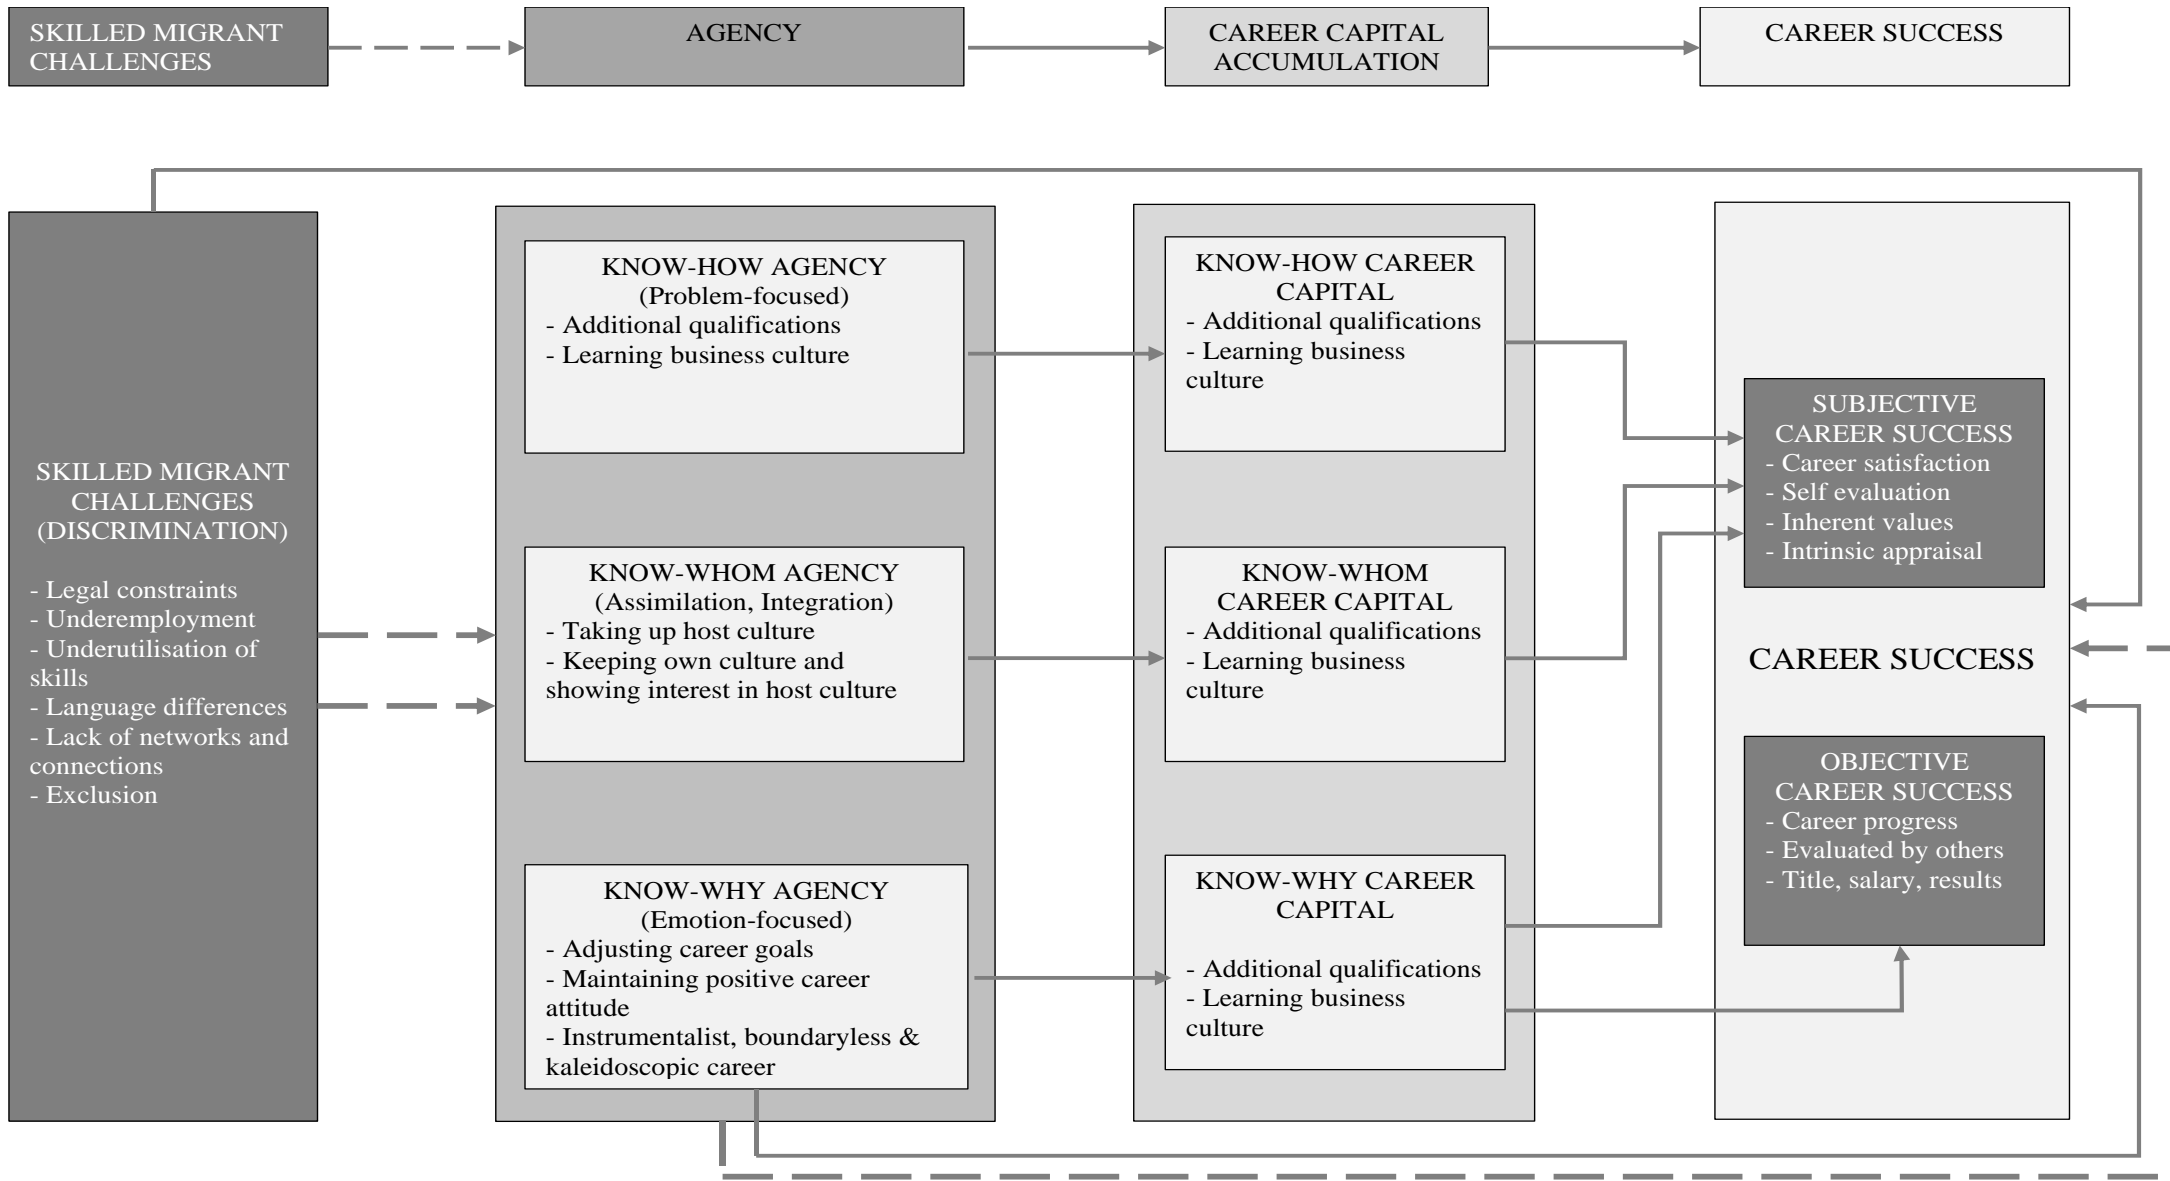 SKILLED MIGRANT
CHALLENGES
AGENCY
CAREER CAPITAL
ACCUMULATION
CAREER SUCCESS
SKILLED MIGRANT
CHALLENGES
(DISCRIMINATION)
- Legal constraints
- Underemployment
- Underutilisation of
skills
- Language differences
- Lack of networks and
connections
- Exclusion
KNOW-HOW AGENCY
(Problem-focused)
- Additional qualifications
- Learning business culture
KNOW-WHOM AGENCY
(Assimilation, Integration)
- Taking up host culture
- Keeping own culture and
showing interest in host culture
KNOW-WHY AGENCY
(Emotion-focused)
- Adjusting career goals
- Maintaining positive career
attitude
- Instrumentalist, boundaryless &
kaleidoscopic career
KNOW-HOW CAREER
CAPITAL
- Additional qualifications
- Learning business
culture
KNOW-WHOM
CAREER CAPITAL
- Additional qualifications
- Learning business
culture
KNOW-WHY CAREER
CAPITAL
- Additional qualifications
- Learning business
culture
SUBJECTIVE
CAREER SUCCESS
- Career satisfaction
- Self evaluation
- Inherent values
- Intrinsic appraisal
CAREER SUCCESS
OBJECTIVE
CAREER SUCCESS
- Career progress
- Evaluated by others
- Title, salary, results